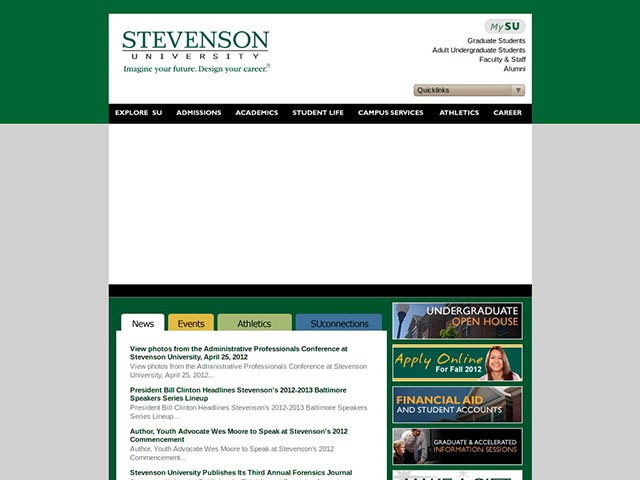 STEVENSON
UNIVERSITY
Imagine your future. Design your career.®
My SU
Graduate Students
Adult Undergraduate Students
Faculty & Staff
Alumni
Quicklinks
EXPLORE SU ADMISSIONS ACADEMICS STUDENT LIFE CAMPUS SERVICES ATHLETICS CAREER
News Events Athletics SUconnections
View photos from the Administrative Professionals Conference at
Stevenson University, April 25, 2012
View photos from the Administrative Professionals Conference at Stevenson
University, April 25, 2012...
President Bill Clinton Headlines Stevenson's 2012-2013 Baltimore
Speakers Series Lineup
President Bill Clinton Headlines Stevenson's 2012-2013 Baltimore Speakers
Series Lineup...
Author, Youth Advocate Wes Moore to Speak at Stevenson's 2012
Commencement
Author, Youth Advocate Wes Moore to Speak at Stevenson's 2012
Commencement...
Stevenson University Publishes Its Third Annual Forensics Journal
UNDERGRADUATE
OPEN HOUSE
Apply Online
For Fall 2012
FINANCIAL AID
AND STUDENT ACCOUNTS
GRADUATE & ACCELERATED
INFORMATION SESSIONS
MAKE A GIFT